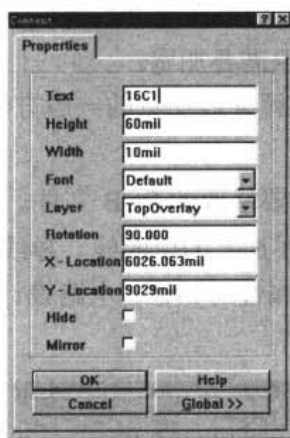 Comment
Properties
Text 16C1
Height 60mil
Width 10mil
Font Default
Layer TopOverlay
Rotation 90.000
X - Location 6026.063mil
Y - Location 9029mil
Hide
Mirror
OK Help
Cancel Global >>